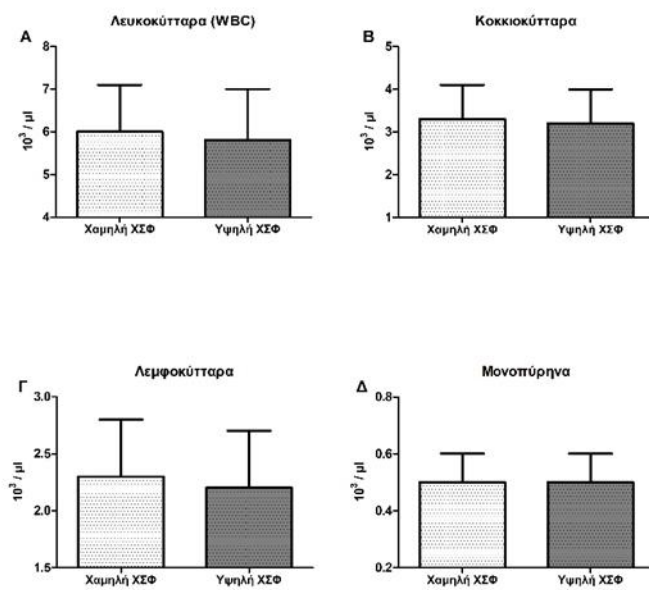 Α
Λευκοκύτταρα (WBC)
8
7
6
5
4
10³ / μl
Χαμηλή ΧΣΦ
Υψηλή ΧΣΦ
Β
Κοκκιοκύτταρα
5
4
3
2
1
10³ / μl
Χαμηλή ΧΣΦ
Υψηλή ΧΣΦ
Γ
Λεμφοκύτταρα
3.0
2.5
2.0
1.5
10³ / μl
Χαμηλή ΧΣΦ
Υψηλή ΧΣΦ
Δ
Μονοπύρηνα
0.8
0.6
0.4
0.2
10³ / μl
Χαμηλή ΧΣΦ
Υψηλή ΧΣΦ